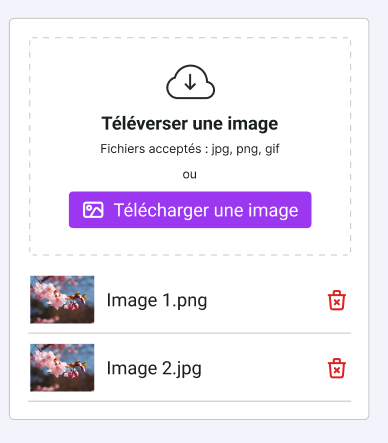 Téléverser une image
Fichiers acceptés : jpg, png, gif
ou
Télécharger une image
Image 1.png
Image 2.jpg